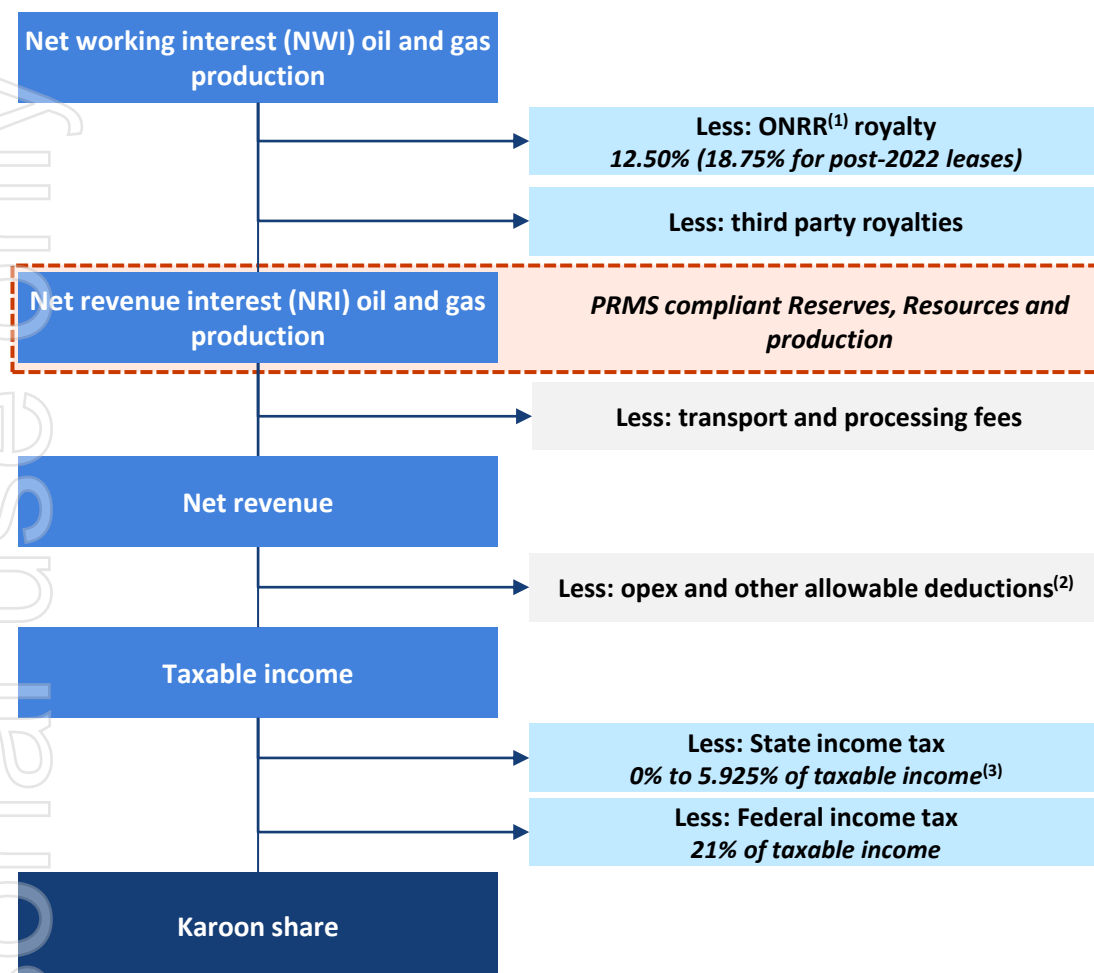 Net working interest (NWI) oil and gas
production
Less: ONRR(1) royalty
12.50% (18.75% for post-2022 leases)
Less: third party royalties
Net revenue interest (NRI) oil and gas
production
PRMS compliant Reserves, Resources and
production
Less: transport and processing fees
Net revenue
Less: opex and other allowable deductions(2)
Taxable income
Less: State income tax
0% to 5.925% of taxable income(3)
Less: Federal income tax
21% of taxable income
Karoon share
use only